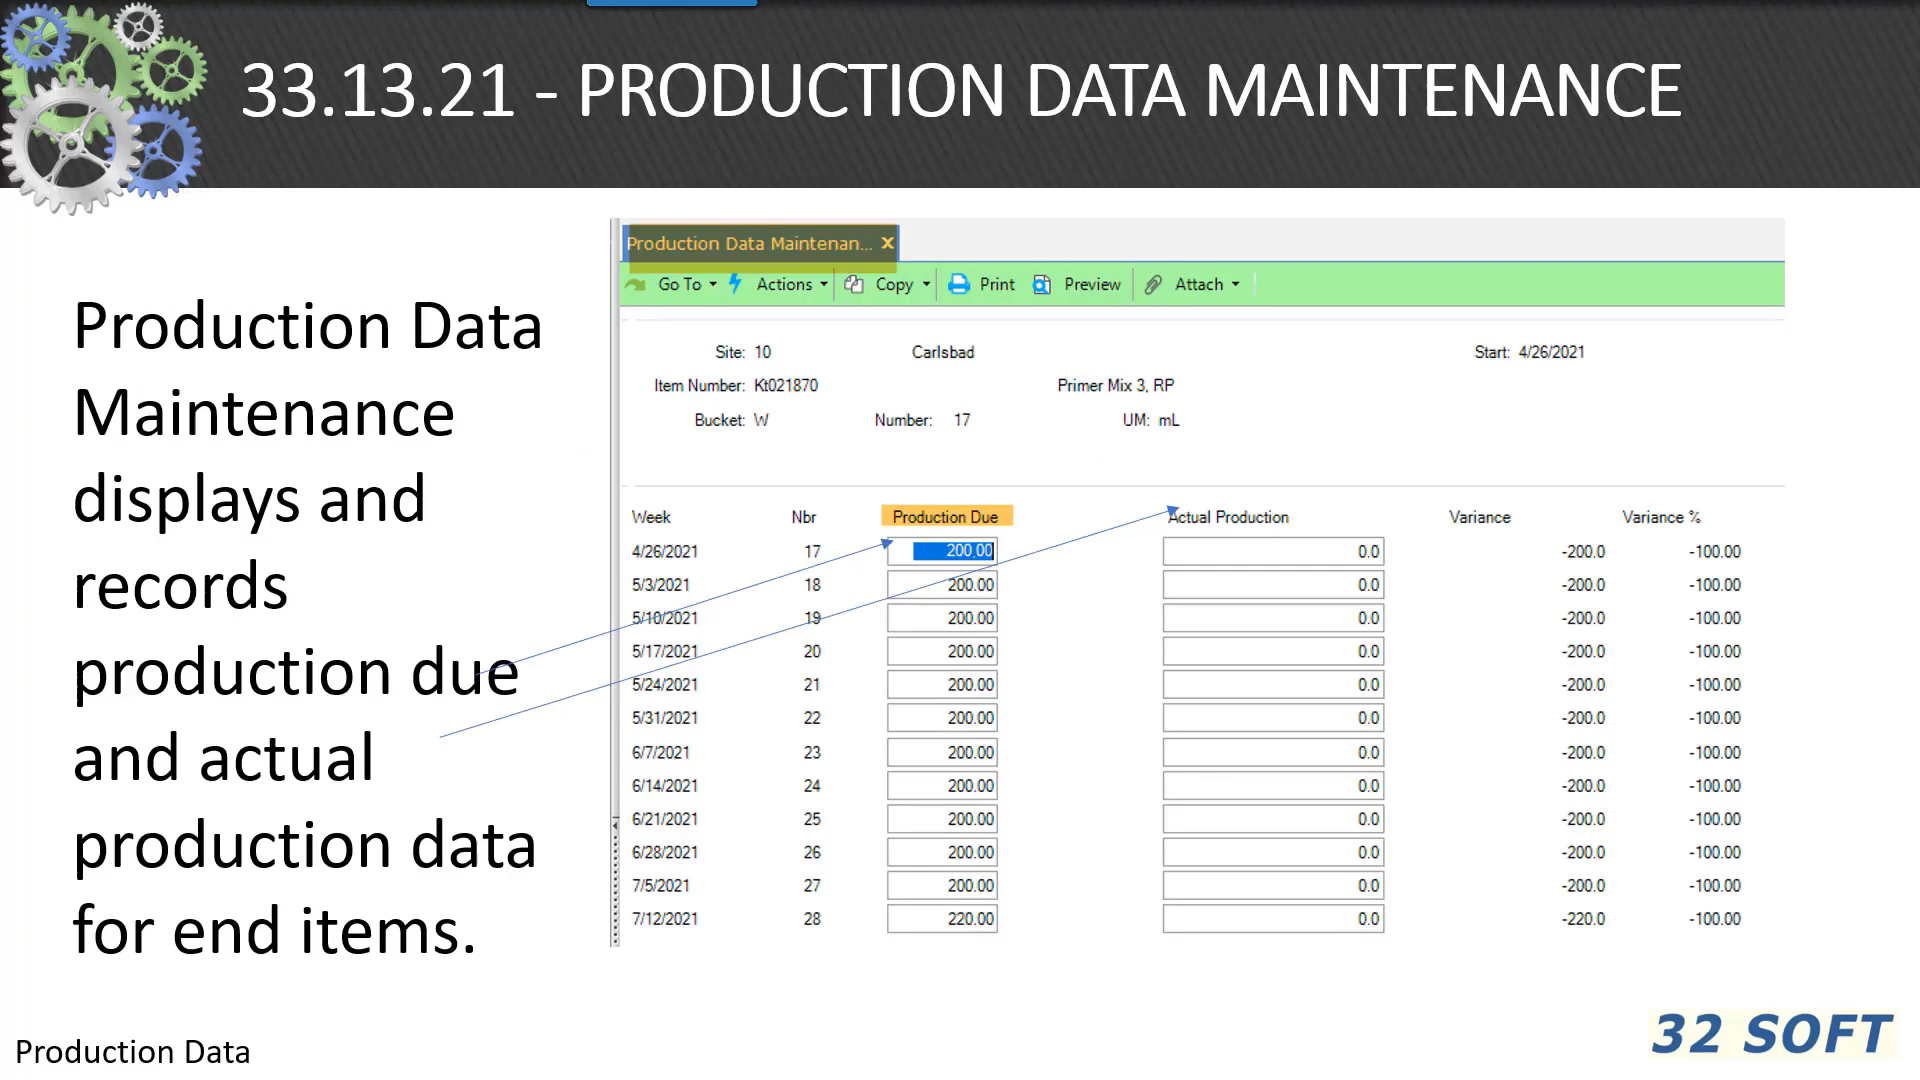 33.13.21 - PRODUCTION DATA MAINTENANCE
Production Data
Maintenance
displays and
records
production due
and actual
production data
for end items.
Production Data Maintenan... ×
Go To Actions Copy Print Preview Attach
Site: 10 Carlsbad Start: 4/26/2021
Item Number: Kt021870 Primer Mix 3, RP
Bucket: W Number: 17 UM: mL
Week Nbr Production Due Actual Production Variance Variance %
4/26/2021 17 200.00 0.0 -200.0 -100.00
5/3/2021 18 200.00 0.0 -200.0 -100.00
5/10/2021 19 200.00 0.0 -200.0 -100.00
5/17/2021 20 200.00 0.0 -200.0 -100.00
5/24/2021 21 200.00 0.0 -200.0 -100.00
5/31/2021 22 200.00 0.0 -200.0 -100.00
6/7/2021 23 200.00 0.0 -200.0 -100.00
6/14/2021 24 200.00 0.0 -200.0 -100.00
6/21/2021 25 200.00 0.0 -200.0 -100.00
6/28/2021 26 200.00 0.0 -200.0 -100.00
7/5/2021 27 200.00 0.0 -200.0 -100.00
7/12/2021 28 220.00 0.0 -220.0 -100.00
Production Data
32 SOFT